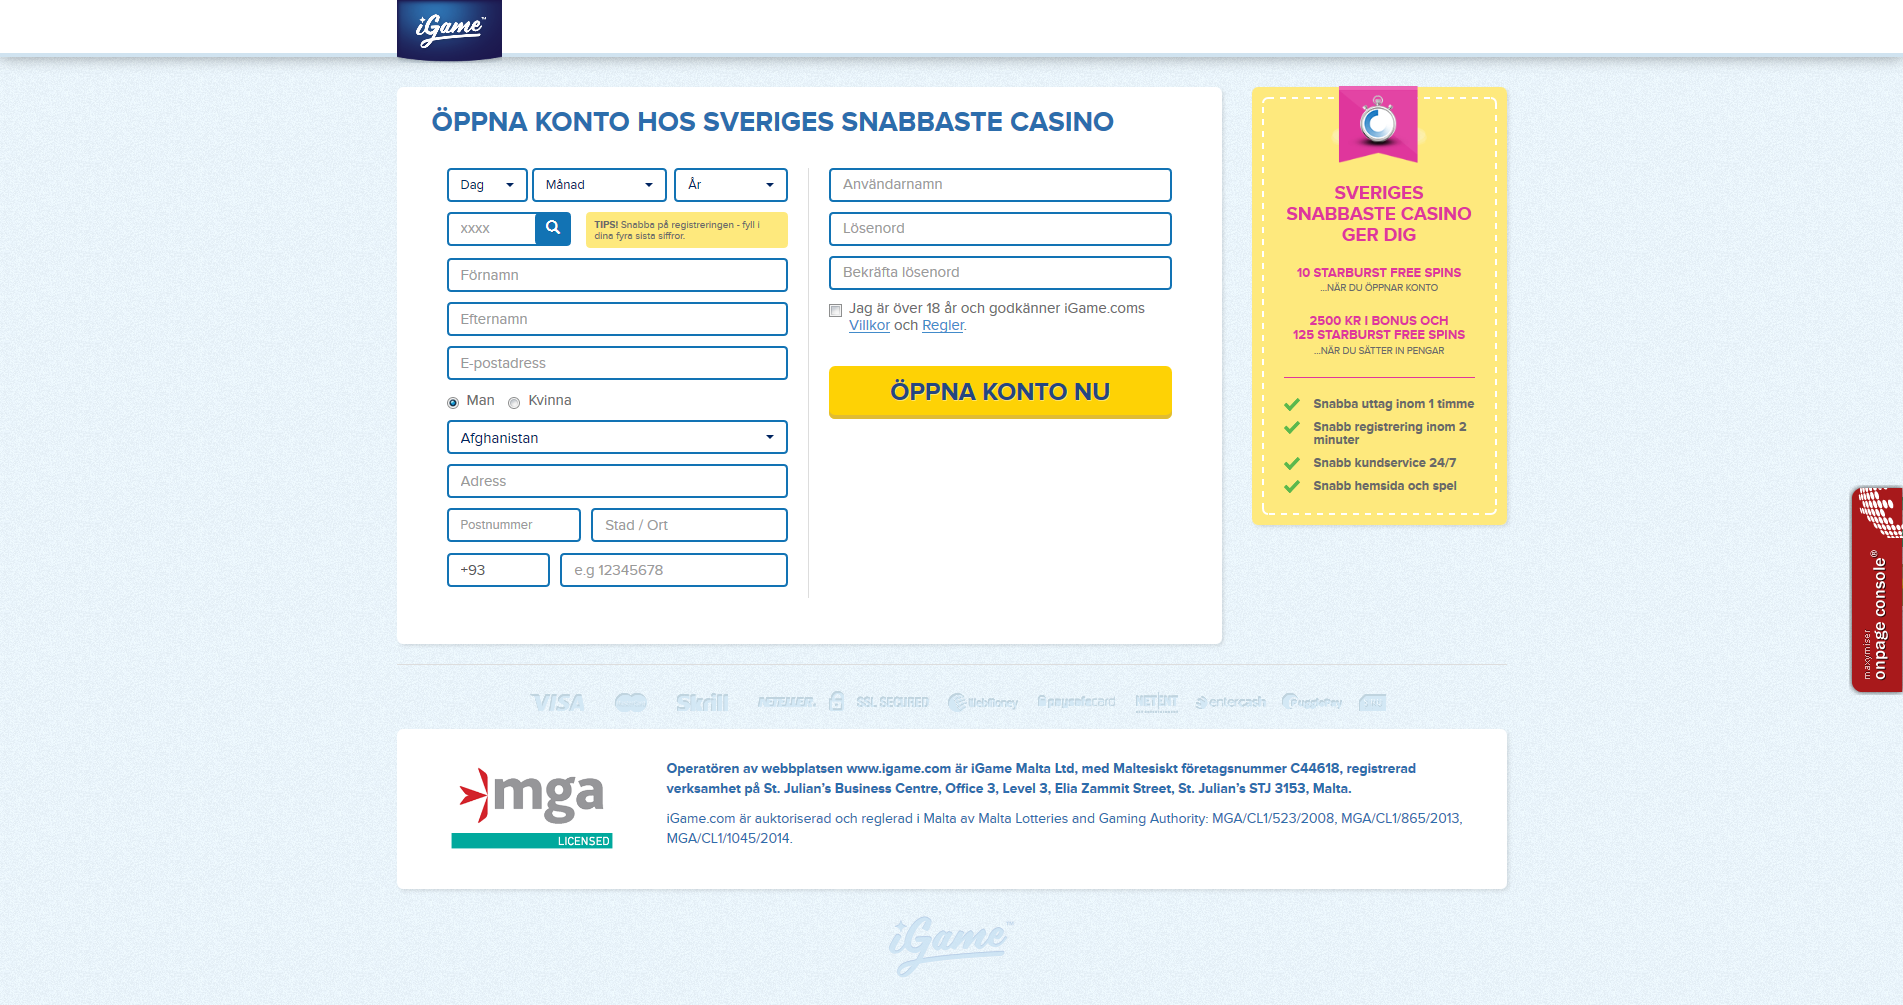 iGame™
ÖPPNA KONTO HOS SVERIGES SNABBASTE CASINO
Dag
Månad
År
xxxx
TIPS! Snabba på registreringen - fyll i
dina fyra sista siffror.
Förnamn
Efternamn
E-postadress
Man
Kvinna
Afghanistan
Adress
Postnummer
Stad / Ort
+93
e.g 12345678
Användarnamn
Lösenord
Bekräfta lösenord
Jag är över 18 år och godkänner iGame.coms
Villkor och Regler.
ÖPPNA KONTO NU
SVERIGES
SNABBASTE CASINO
GER DIG
10 STARBURST FREE SPINS
...NÄR DU ÖPPNAR KONTO
2500 KR I BONUS OCH
125 STARBURST FREE SPINS
...NÄR DU SÄTTER IN PENGAR
Snabba uttag inom 1 timme
Snabb registrering inom 2
minuter
Snabb kundservice 24/7
Snabb hemsida och spel
maxymiser
onpage console®
VISA
Skrill
NETELLER.
SSL SECURED
WebMoney
paysafecard
NET ENT
entercash
PugglePay
mga
LICENSED
Operatören av webbplatsen www.igame.com är iGame Malta Ltd, med Maltesiskt företagsnummer C44618, registrerad
verksamhet på St. Julian’s Business Centre, Office 3, Level 3, Elia Zammit Street, St. Julian’s STJ 3153, Malta.
iGame.com är auktoriserad och reglerad i Malta av Malta Lotteries and Gaming Authority: MGA/CL1/523/2008, MGA/CL1/865/2013,
MGA/CL1/1045/2014.
iGame™